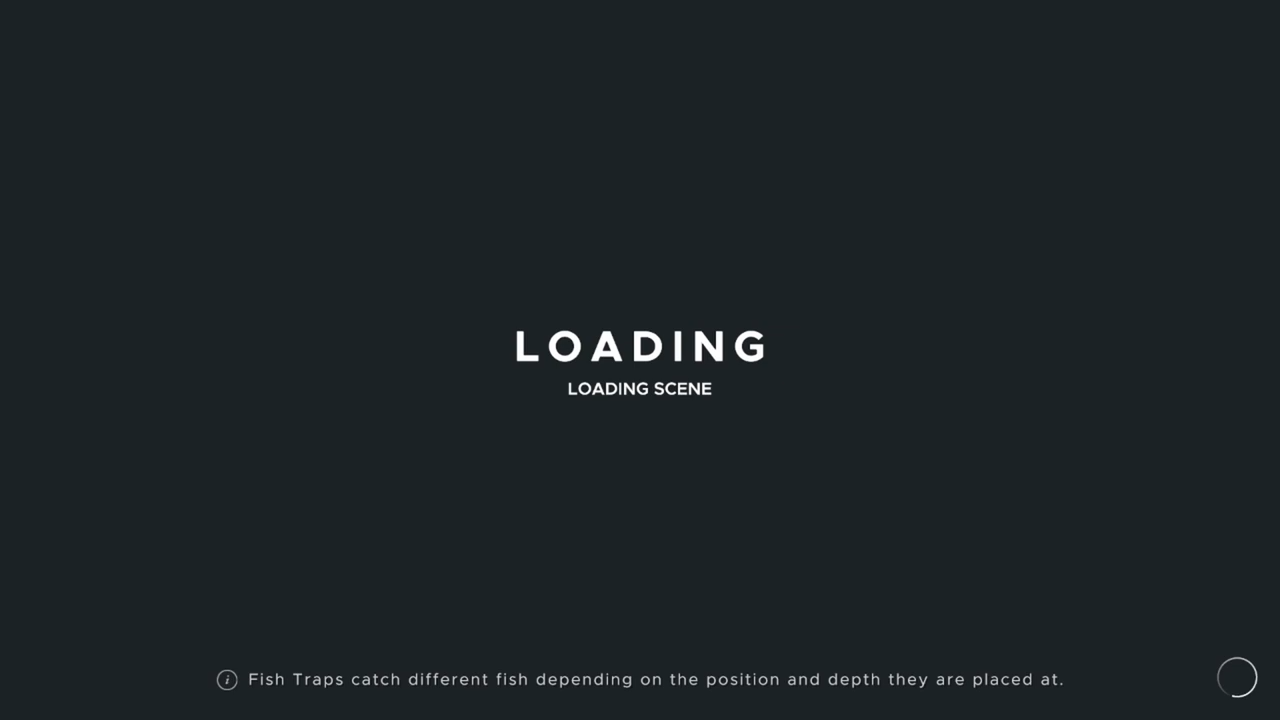 LOADING
LOADING SCENE
Fish Traps catch different fish depending on the position and depth they are placed at.